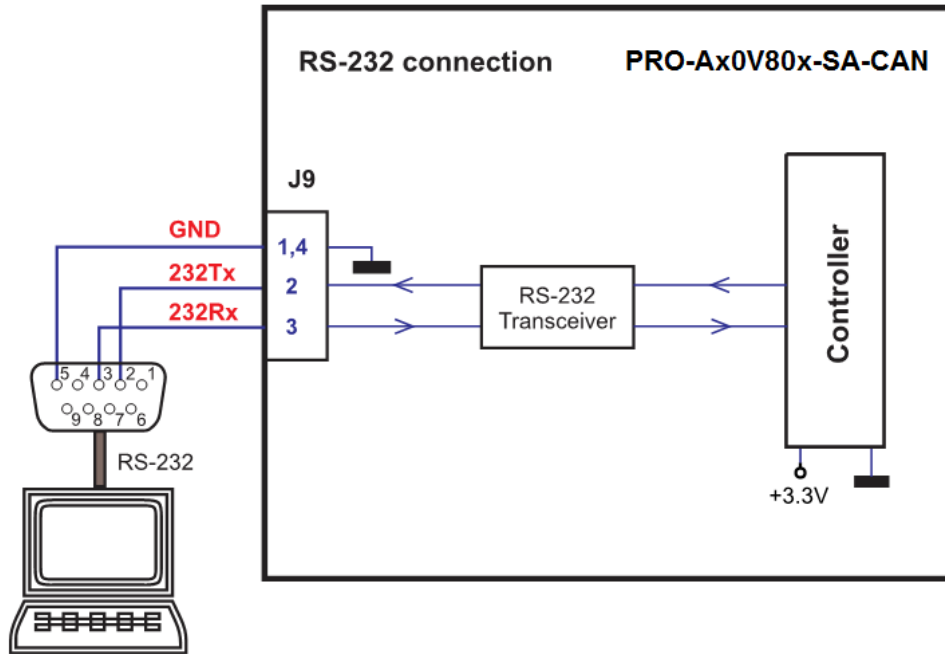 RS-232 connection PRO-Ax0V80x-SA-CAN
J9
GND
1,4
232Tx
2
232Rx
3
RS-232
Transceiver
Controller
+3.3V
5 4 3 2 1
9 8 7 6
RS-232